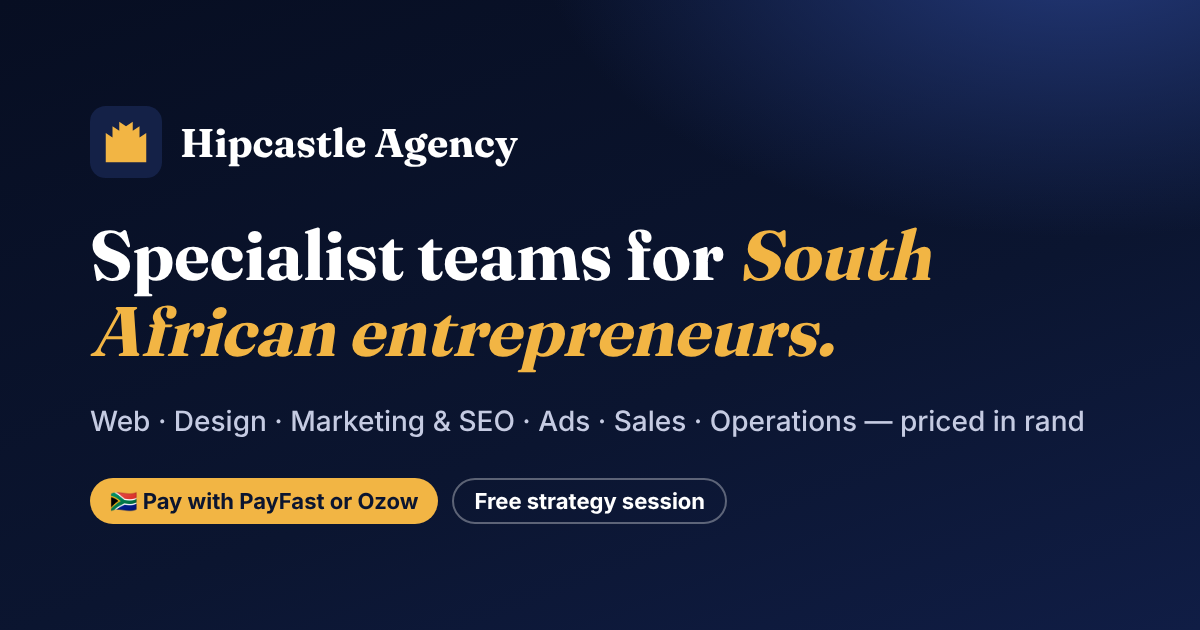 Hipcastle Agency
Specialist teams for South
African entrepreneurs.
Web · Design · Marketing & SEO · Ads · Sales · Operations — priced in rand
🇿🇦 Pay with PayFast or Ozow
Free strategy session